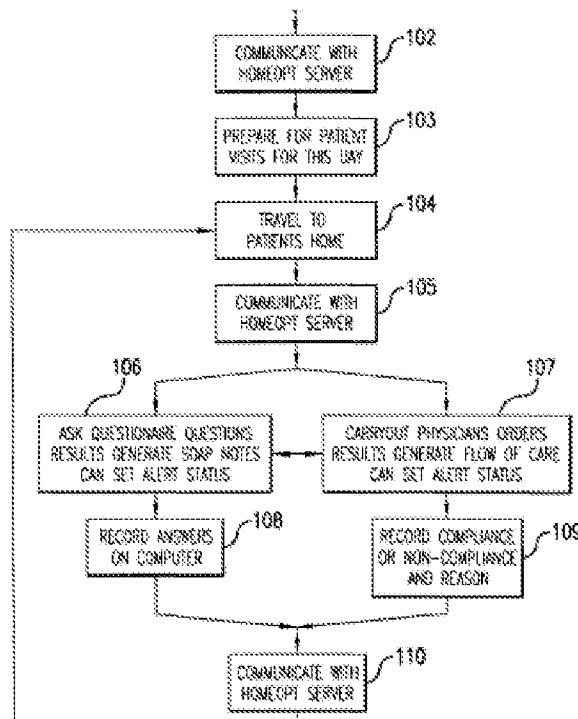 102
COMMUNICATE WITH
HOMEOPT SERVER
103
PREPARE FOR PATIENT
VISITS FOR THIS DAY
104
TRAVEL TO
PATIENTS HOME
105
COMMUNICATE WITH
HOMEOPT SERVER
106
ASK QUESTIONAIRE QUESTIONS
RESULTS GENERATE SOAP NOTES
CAN SET ALERT STATUS
107
CARRYOUT PHYSICIANS ORDERS
RESULTS GENERATE FLOW OF CARE
CAN SET ALERT STATUS
108
RECORD ANSWERS
ON COMPUTER
109
RECORD COMPLIANCE
OR NON-COMPLIANCE
AND REASON
110
COMMUNICATE WITH
HOMEOPT SERVER